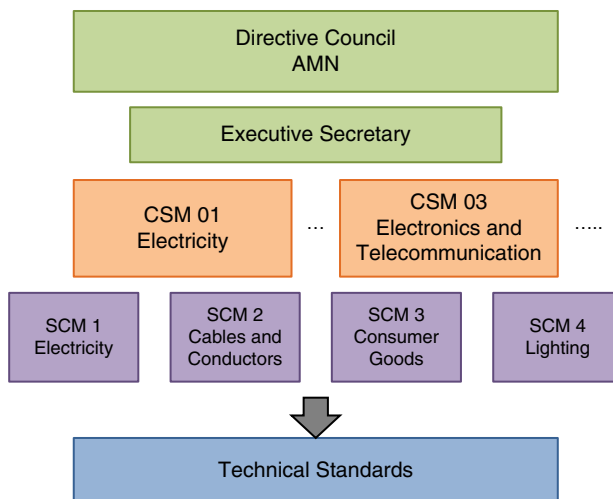 Directive Council
AMN
Executive Secretary
CSM 01
Electricity
...
CSM 03
Electronics and
Telecommunication
.....
SCM 1
Electricity
SCM 2
Cables and
Conductors
SCM 3
Consumer
Goods
SCM 4
Lighting
Technical Standards